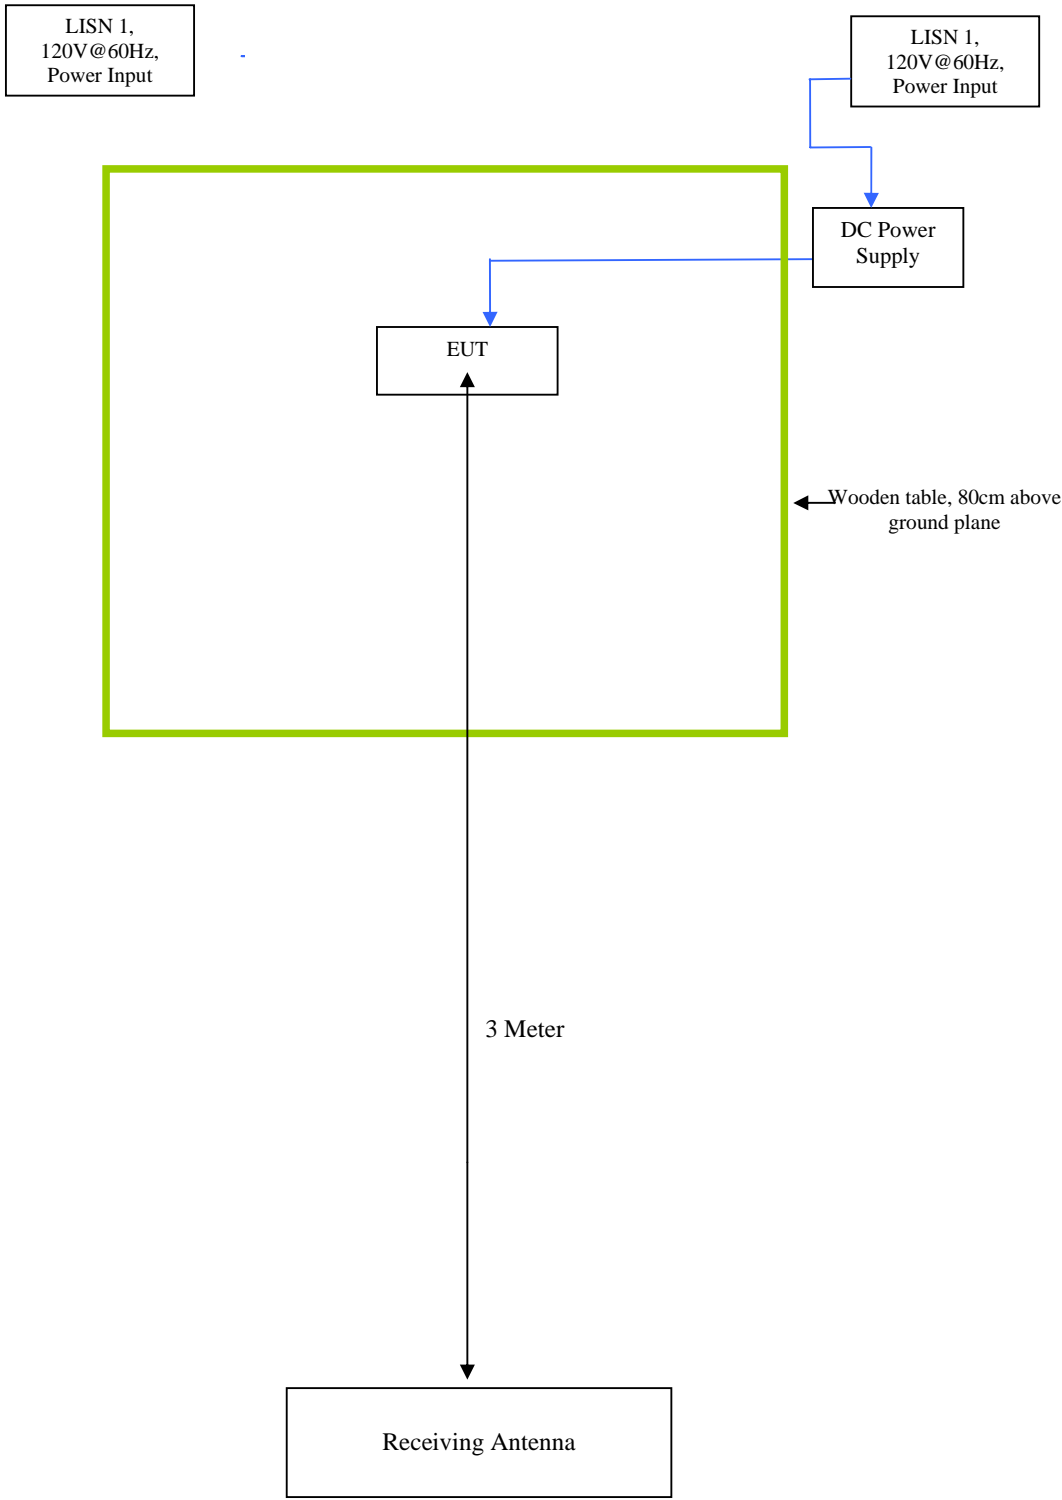 LISN 1,
120V@60Hz,
Power Input
LISN 1,
120V@60Hz,
Power Input
DC Power
Supply
EUT
Wooden table, 80cm above
ground plane
3 Meter
Receiving Antenna